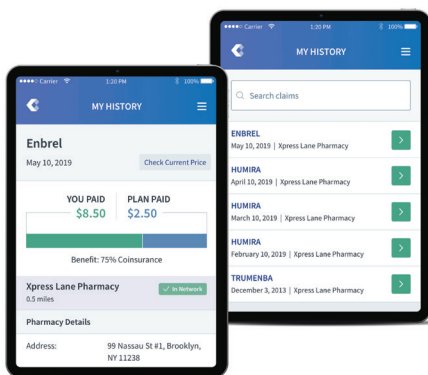 Carrier 1:20 PM 100%
MY HISTORY
Enbrel
May 10, 2019 Check Current Price
YOU PAID PLAN PAID
$8.50 $2.50
Benefit: 75% Coinsurance
Xpress Lane Pharmacy In Network
0.5 miles
Pharmacy Details
Address: 99 Nassau St #1, Brooklyn,
NY 11238
Carrier 1:20 PM 100%
MY HISTORY
Search claims
ENBREL
May 10, 2019 | Xpress Lane Pharmacy
HUMIRA
April 10, 2019 | Xpress Lane Pharmacy
HUMIRA
March 10, 2019 | Xpress Lane Pharmacy
HUMIRA
February 10, 2019 | Xpress Lane Pharmacy
TRUMENBA
December 3, 2013 | Xpress Lane Pharmacy